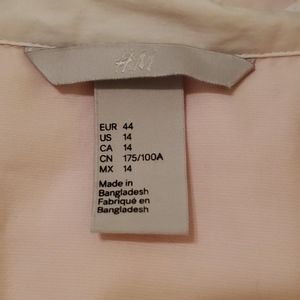 H&M
EUR 44
US 14
CA 14
CN 175/100A
MX 14
Made in
Bangladesh
Fabriqué en
Bangladesh